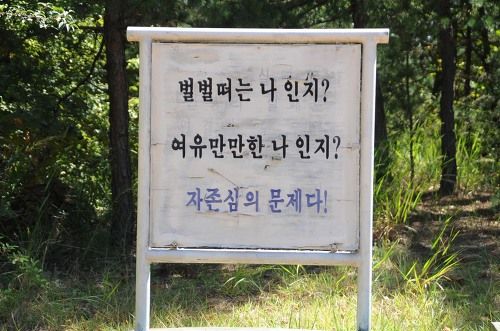 벌벌떠는 나 인지?
여유만만한 나 인지?
자존심의 문제다!